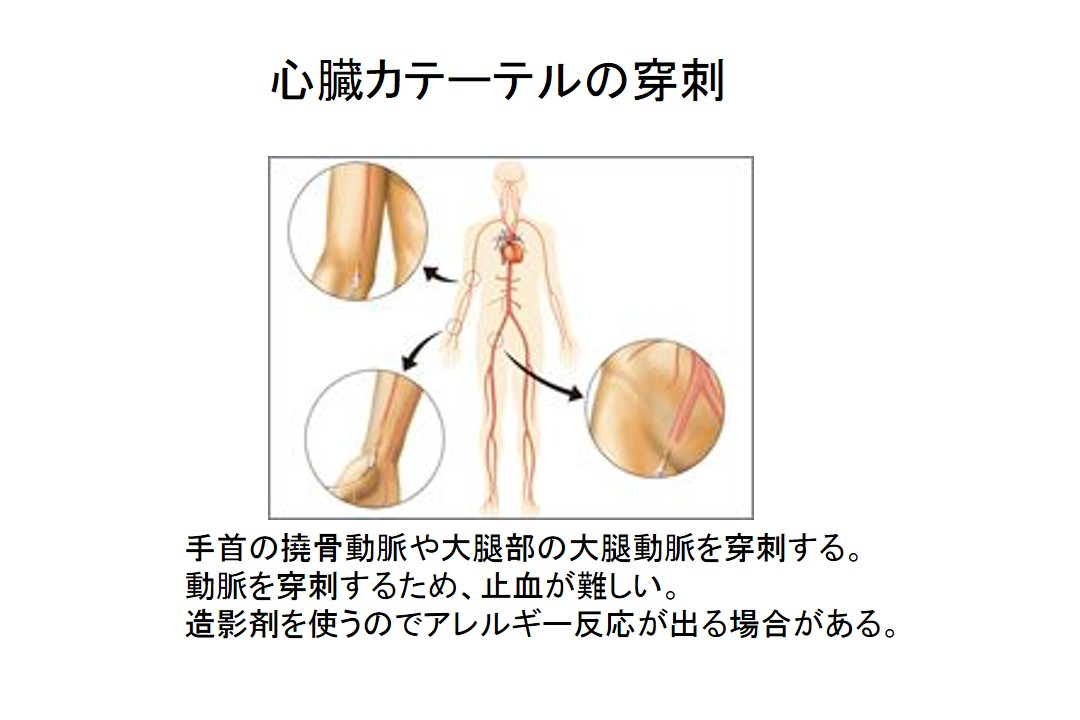 心臓カテーテルの穿刺
手首の撓骨動脈や大腿部の大腿動脈を穿刺する。
動脈を穿刺するため、止血が難しい。
造影剤を使うのでアレルギー反応が出る場合がある。